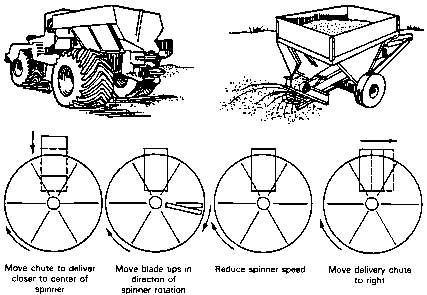 Move chute to deliver
closer to center of
spinner
Move blade tips in
direction of
spinner rotation
Reduce spinner speed
Move delivery chute
to right